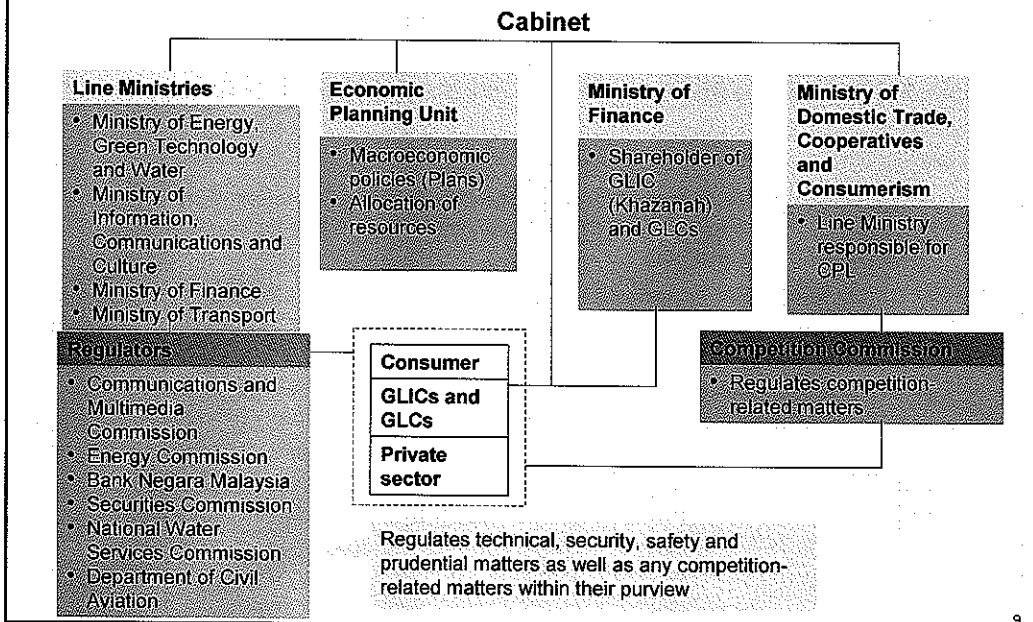 Cabinet
Line Ministries
• Ministry of Energy,
Green Technology
and Water
• Ministry of
Information,
Communications and
Culture
• Ministry of Finance
• Ministry of Transport
Regulators
• Communications and
Multimedia
Commission
• Energy Commission
• Bank Negara Malaysia
• Securities Commission
• National Water
Services Commission
• Department of Civil
Aviation
Economic
Planning Unit
• Macroeconomic
policies (Plans)
• Allocation of
resources
Ministry of
Finance
• Shareholder of
GLIC
(Khazanah)
and GLCs
Ministry of
Domestic Trade,
Cooperatives
and
Consumerism
• Line Ministry
responsible for
CPL
Competition Commission
• Regulates competition-
related matters
Consumer
GLICs and
GLCs
Private
sector
Regulates technical, security, safety and
prudential matters as well as any competition-
related matters within their purview
9